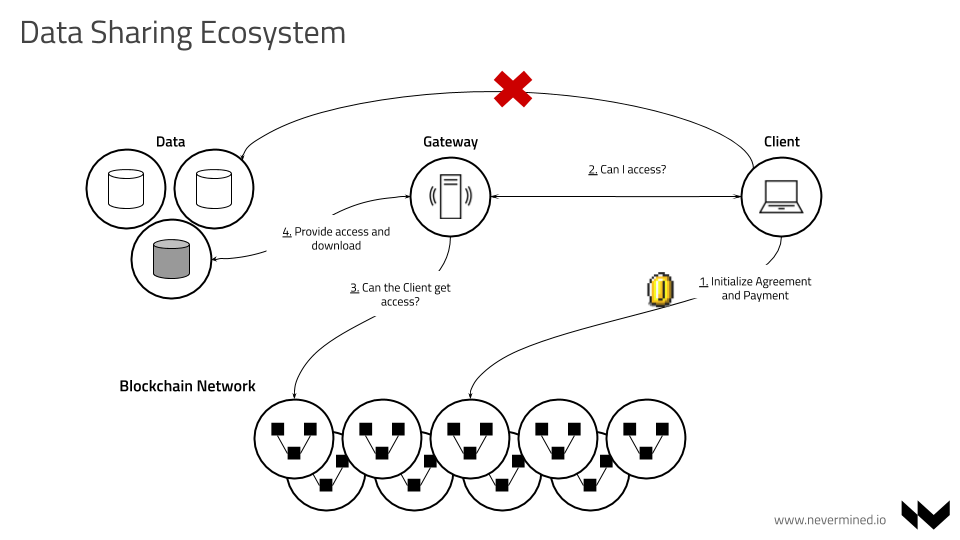 Data Sharing Ecosystem
Data
Gateway
Client
2. Can I access?
4. Provide access and
download
3. Can the Client get
access?
1. Initialize Agreement
and Payment
Blockchain Network
www.nevermined.io